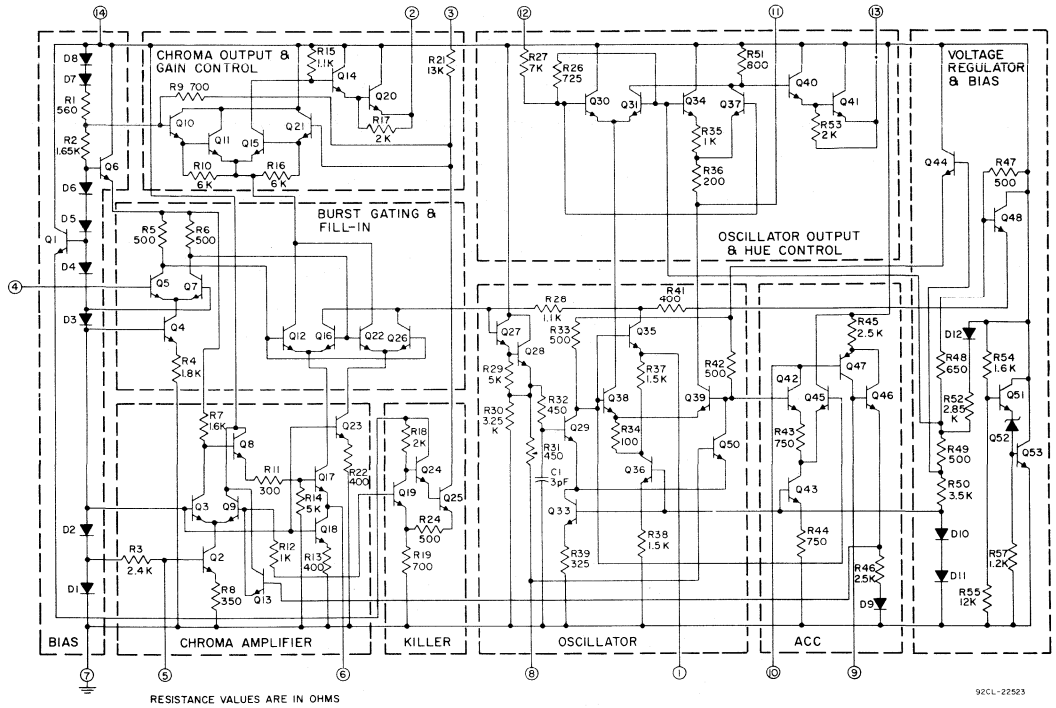 14
2
3
12
11
13
D8
D7
R1
560
R2
1.65K
D6
D5
Q1
D4
D3
D2
D1
Q6
BIAS
4
7
CHROMA OUTPUT &
GAIN CONTROL
R15
1.1K
Q14
Q20
R21
13K
R9 700
R17
2K
Q10
Q11
Q15
Q21
R10
6K
R16
6K
BURST GATING &
FILL-IN
R5
500
R6
500
Q5
Q7
Q4
R4
1.8K
Q12
Q16
Q22
Q26
R7
1.6K
Q8
R11
300
Q23
R22
400
Q17
R14
5K
Q3
Q9
Q18
R12
1K
R13
400
Q2
R3
2.4K
R8
350
Q13
CHROMA AMPLIFIER
5
6
R18
2K
Q24
Q19
Q25
R24
500
R19
700
KILLER
R27
7K
R26
725
Q30
Q31
Q34
Q37
R51
800
Q40
Q41
R53
2K
R35
1K
R36
200
OSCILLATOR OUTPUT
& HUE CONTROL
R28
1.1K
R41
400
Q27
Q28
R33
500
Q35
R29
5K
R37
1.5K
R42
500
Q38
Q39
R30
3.25
K
R32
450
Q29
R34
100
Q50
R31
450
C1
3pF
Q36
Q33
R39
325
R38
1.5K
OSCILLATOR
8
1
R45
2.5K
Q47
Q42
Q45
Q46
R43
750
Q43
R44
750
R46
2.5K
D9
ACC
10
9
VOLTAGE
REGULATOR
& BIAS
Q44
R47
500
Q48
D12
R48
650
R54
1.6K
Q51
R52
2.85
K
Q52
Q53
R49
500
R50
3.5K
D10
D11
R57
1.2K
R55
12K
RESISTANCE VALUES ARE IN OHMS
92CL-22523